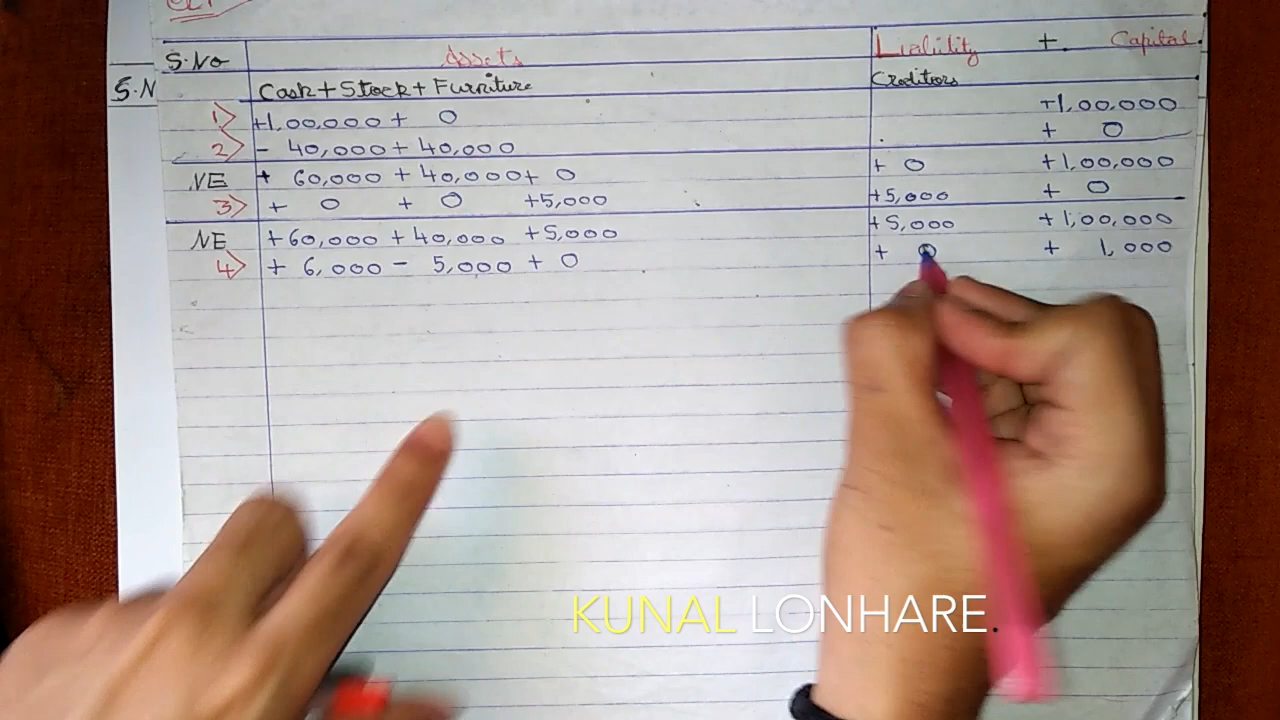 S.No Assets Liability + Capital
S.N Cash+Stock+Furniture Creditors
1> +1,00,000 + 0 +1,00,000
2> - 40,000 + 40,000 + 0
NE + 60,000 + 40,000 + 0 + 0 +1,00,000
3> + 0 + 0 +5,000 +5,000 + 0
NE +60,000 +40,000 +5,000 +5,000 +1,00,000
4> + 6,000 - 5,000 + 0 + 0 + 1,000
KUNAL LONHARE.